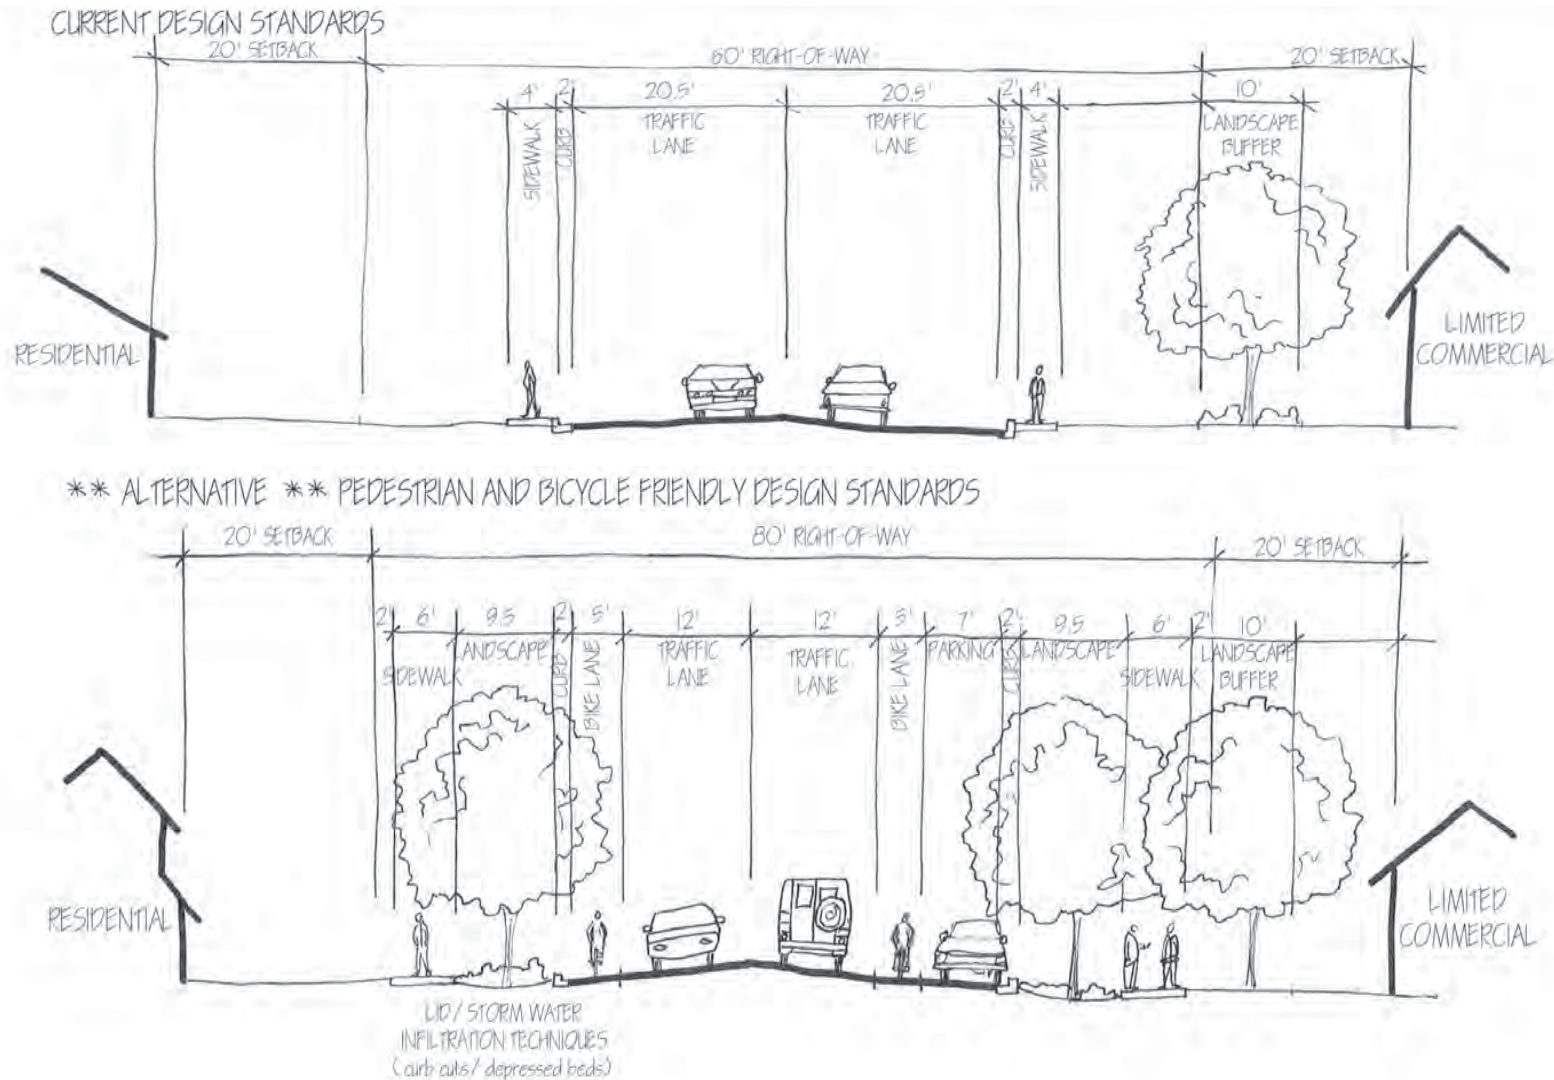 CURRENT DESIGN STANDARDS
20' SETBACK
80' RIGHT-OF-WAY
20' SETBACK
4'
2'
20.5'
20.5'
2'
4'
10'
SIDEWALK
CURB
TRAFFIC
LANE
TRAFFIC
LANE
CURB
SIDEWALK
LANDSCAPE
BUFFER
RESIDENTIAL
LIMITED
COMMERCIAL
** ALTERNATIVE ** PEDESTRIAN AND BICYCLE FRIENDLY DESIGN STANDARDS
20' SETBACK
80' RIGHT-OF-WAY
20' SETBACK
2'
6'
9.5
2'
5'
12'
12'
5'
7'
2'
9.5
6'
2'
10'
SIDEWALK
LANDSCAPE
CURB
BIKE LANE
TRAFFIC
LANE
TRAFFIC
LANE
BIKE LANE
PARKING
CURB
LANDSCAPE
SIDEWALK
LANDSCAPE
BUFFER
RESIDENTIAL
LIMITED
COMMERCIAL
LID / STORM WATER
INFILTRATION TECHNIQUES
(curb cuts / depressed beds)